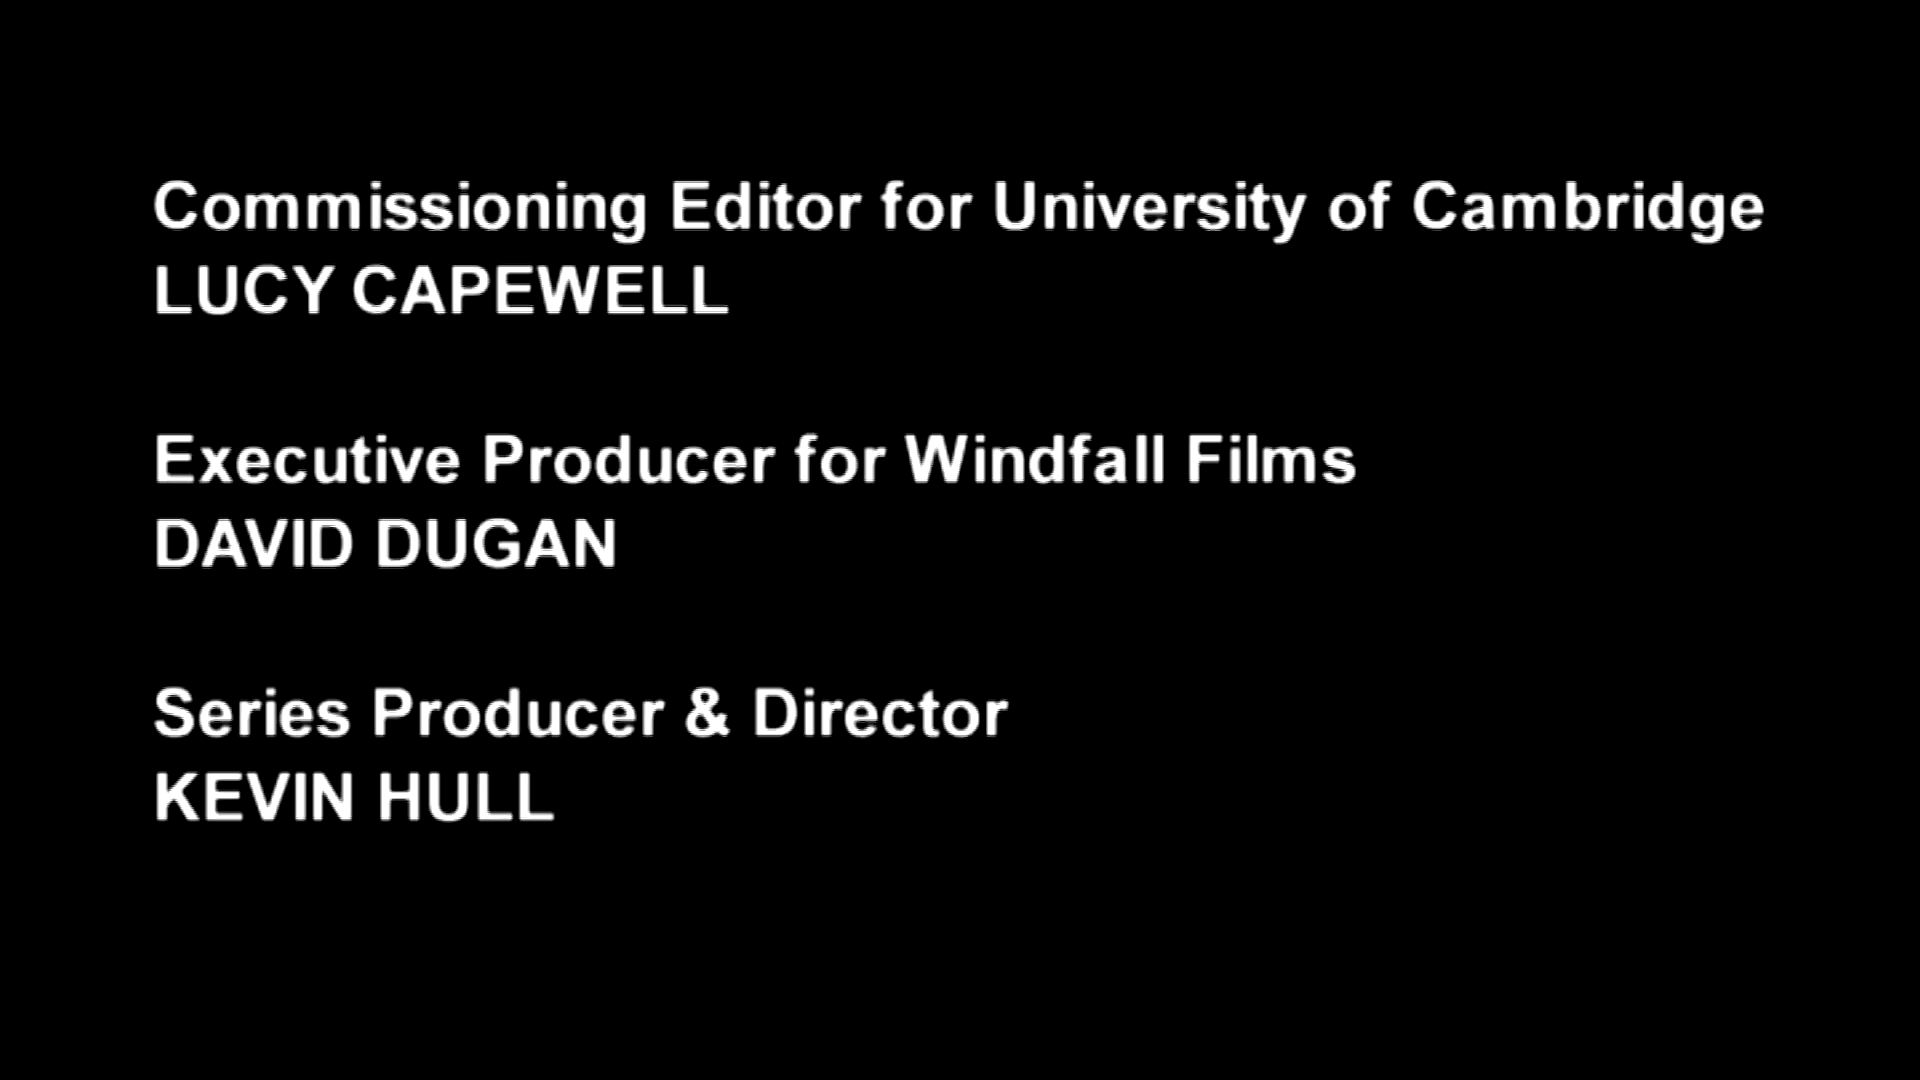 Commissioning Editor for University of Cambridge
LUCY CAPEWELL
Executive Producer for Windfall Films
DAVID DUGAN
Series Producer & Director
KEVIN HULL